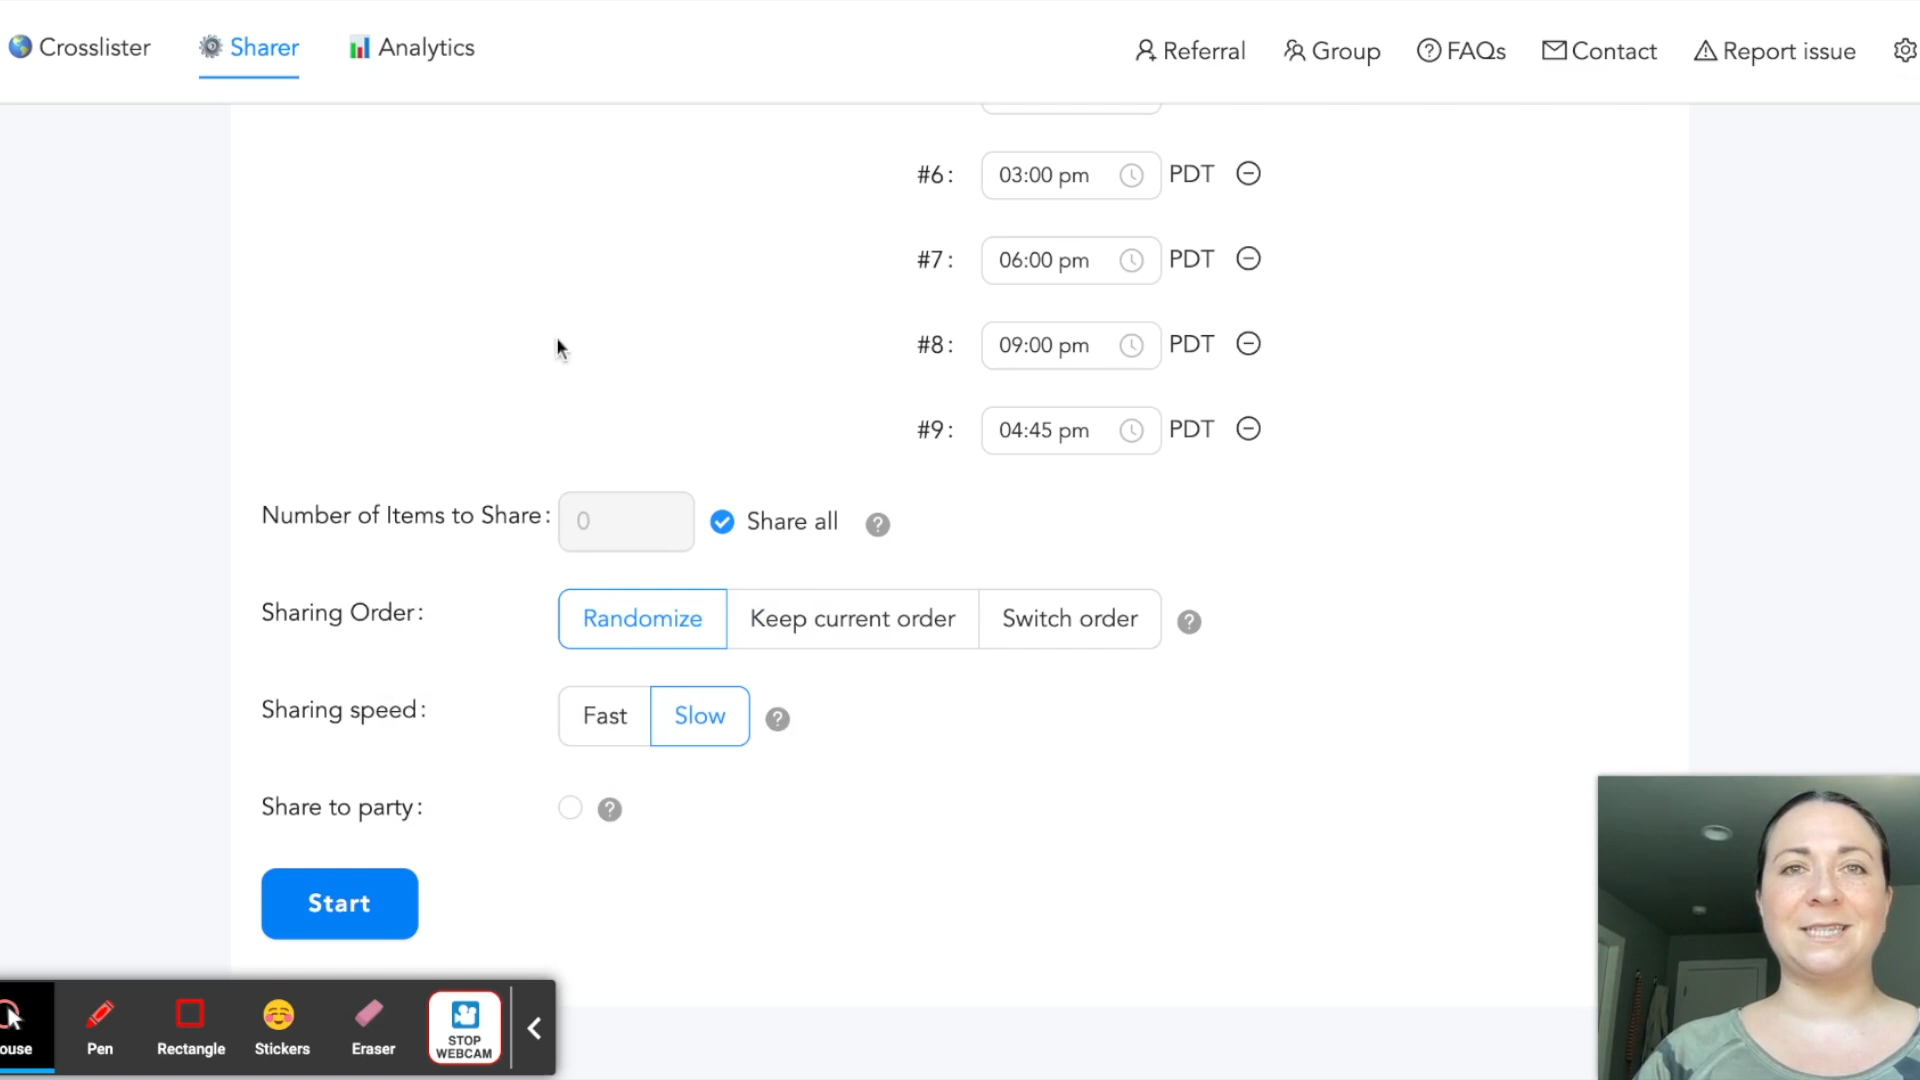 Crosslister Sharer Analytics Referral Group FAQs Contact Report issue
#6: 03:00 pm PDT
#7: 06:00 pm PDT
#8: 09:00 pm PDT
#9: 04:45 pm PDT
Number of Items to Share: 0 Share all ?
Sharing Order: Randomize Keep current order Switch order ?
Sharing speed: Fast Slow ?
Share to party: ?
Start
ouse Pen Rectangle Stickers Eraser STOP
WEBCAM